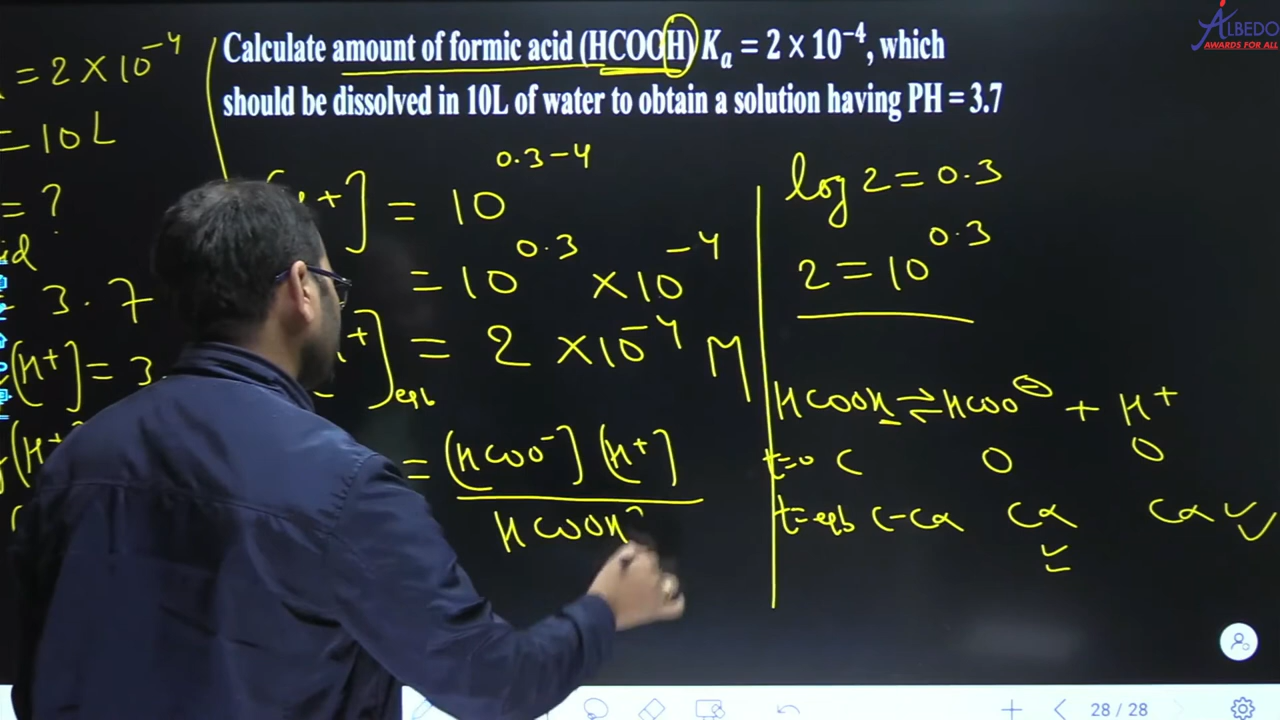 ALBEDO
AWARDS FOR ALL
Calculate amount of formic acid (HCOOH) Kₐ = 2 × 10⁻⁴, which
should be dissolved in 10L of water to obtain a solution having PH = 3.7
= 2 × 10⁻⁴
= 10 L
= ?
3.7
(H⁺] = 3.
⁺] = 10^0.3-4
= 10^0.3 × 10⁻⁴
⁺]eqb = 2 × 10⁻⁴ M
= [HCOO⁻] [H⁺]
HCOOH
log 2 = 0.3
2 = 10^0.3
HCOOH ⇌ HCOO⊖ + H⁺
t=0 C 0 0
t=eqb C-Cα Cα Cα
28 / 28